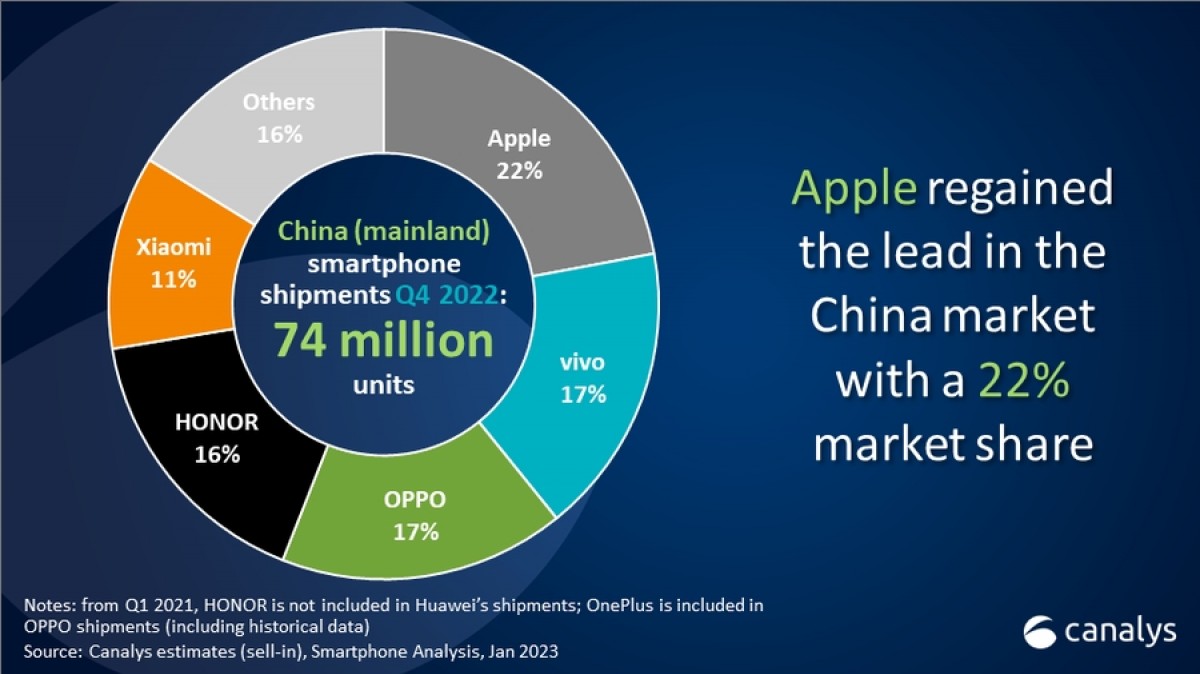 Others
16%
Apple
22%
Xiaomi
11%
China (mainland)
smartphone
shipments Q4 2022:
74 million
units
vivo
17%
HONOR
16%
OPPO
17%
Apple regained
the lead in the
China market
with a 22%
market share
Notes: from Q1 2021, HONOR is not included in Huawei's shipments; OnePlus is included in
OPPO shipments (including historical data)
Source: Canalys estimates (sell-in), Smartphone Analysis, Jan 2023
canalys